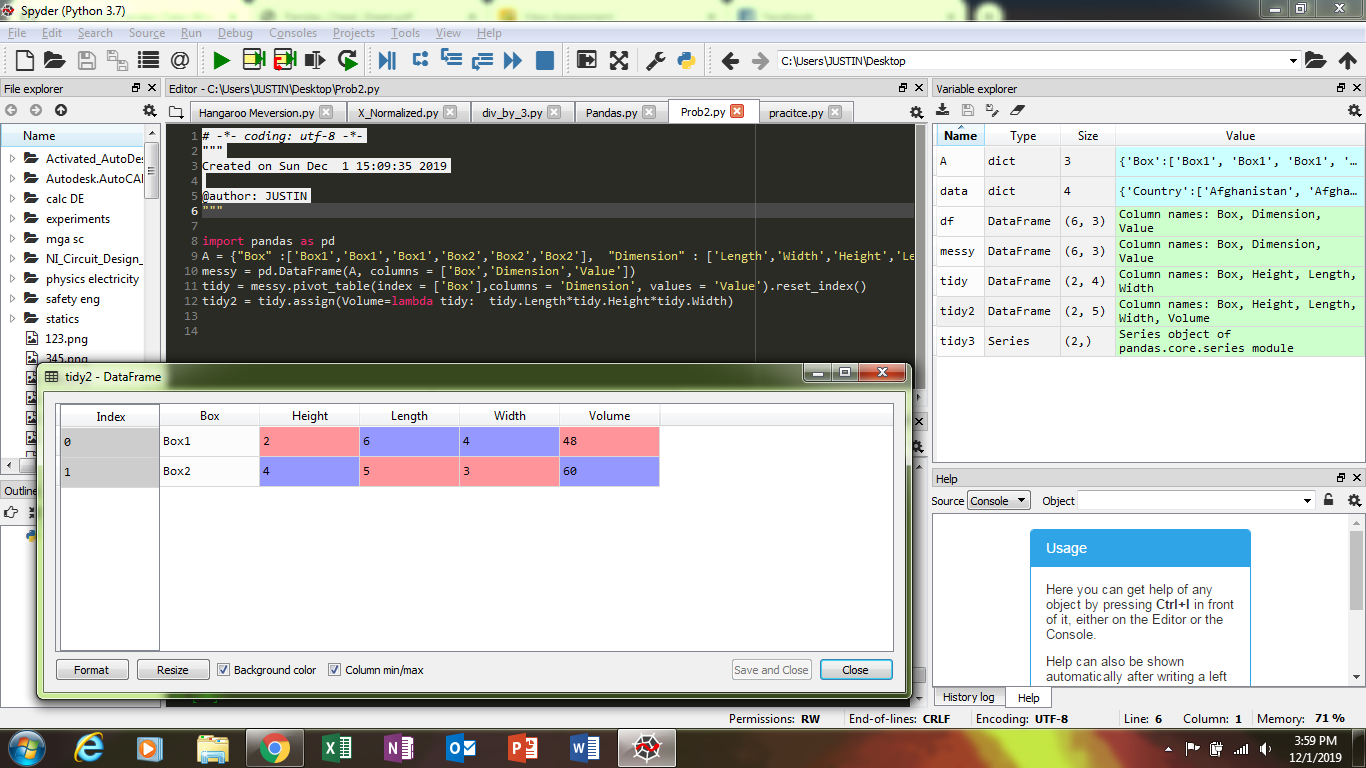 Spyder (Python 3.7)
File Edit Search Source Run Debug Consoles Projects Tools View Help
C:\Users\JUSTIN\Desktop
File explorer
Name
Activated_AutoDes
Autodesk.AutoCA
calc DE
experiments
mga sc
NI_Circuit_Design_
physics electricity
safety eng
statics
123.png
345.png
Outline
Editor - C:\Users\JUSTIN\Desktop\Prob2.py
Hangaroo Meversion.py X_Normalized.py div_by_3.py Pandas.py Prob2.py pracitce.py
1 # -*- coding: utf-8 -*-
2 """
3 Created on Sun Dec  1 15:09:35 2019
4
5 @author: JUSTIN
6 """
7
8 import pandas as pd
9 A = {"Box" :['Box1','Box1','Box1','Box2','Box2','Box2'],  "Dimension" : ['Length','Width','Height','Le
10 messy = pd.DataFrame(A, columns = ['Box','Dimension','Value'])
11 tidy = messy.pivot_table(index = ['Box'],columns = 'Dimension', values = 'Value').reset_index()
12 tidy2 = tidy.assign(Volume=lambda tidy:  tidy.Length*tidy.Height*tidy.Width)
13
14
Variable explorer
Name Type Size Value
A dict 3 {'Box':['Box1', 'Box1', 'Box1', '...
data dict 4 {'Country':['Afghanistan', 'Afgha...
df DataFrame (6, 3) Column names: Box, Dimension,
Value
messy DataFrame (6, 3) Column names: Box, Dimension,
Value
tidy DataFrame (2, 4) Column names: Box, Height, Length,
Width
tidy2 DataFrame (2, 5) Column names: Box, Height, Length,
Width, Volume
tidy3 Series (2,) Series object of
pandas.core.series module
tidy2 - DataFrame
Index Box Height Length Width Volume
0 Box1 2 6 4 48
1 Box2 4 5 3 60
Format Resize Background color Column min/max Save and Close Close
Help
Source Console Object
Usage
Here you can get help of any
object by pressing Ctrl+I in front
of it, either on the Editor or the
Console.
Help can also be shown
automatically after writing a left
History log Help
Permissions: RW End-of-lines: CRLF Encoding: UTF-8 Line: 6 Column: 1 Memory: 71 %
3:59 PM
12/1/2019